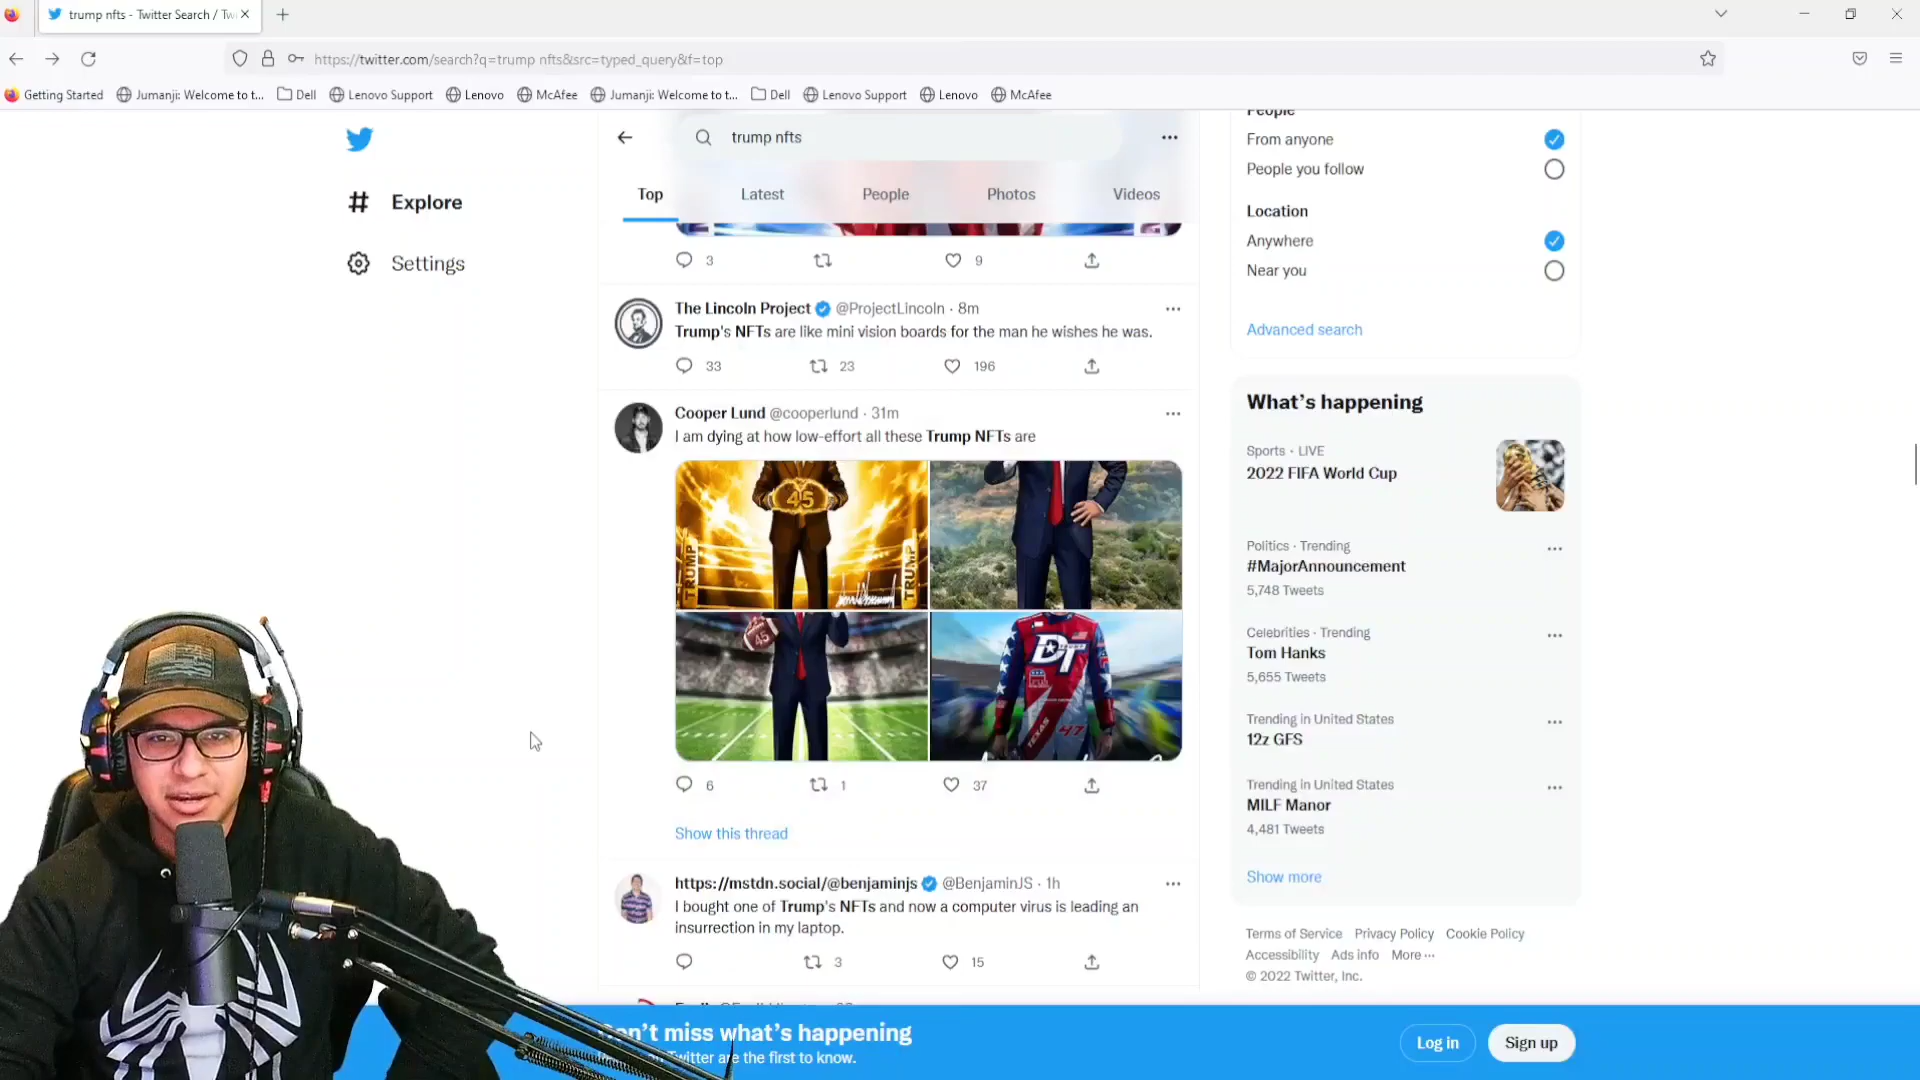 trump nfts - Twitter Search / Tw
https://twitter.com/search?q=trump nfts&src=typed_query&f=top
Getting Started
Jumanji: Welcome to t...
Dell
Lenovo Support
Lenovo
McAfee
Jumanji: Welcome to t...
Dell
Lenovo Support
Lenovo
McAfee
Explore
Settings
trump nfts
Top
Latest
People
Photos
Videos
3
9
The Lincoln Project @ProjectLincoln · 8m
Trump's NFTs are like mini vision boards for the man he wishes he was.
33
23
196
Cooper Lund @cooperlund · 31m
I am dying at how low-effort all these Trump NFTs are
45
TRUMP
TRUMP
45
DT
TEXAS
47
6
1
37
Show this thread
https://mstdn.social/@benjaminjs @BenjaminJS · 1h
I bought one of Trump's NFTs and now a computer virus is leading an
insurrection in my laptop.
3
15
People
From anyone
People you follow
Location
Anywhere
Near you
Advanced search
What's happening
Sports · LIVE
2022 FIFA World Cup
Politics · Trending
#MajorAnnouncement
5,748 Tweets
Celebrities · Trending
Tom Hanks
5,655 Tweets
Trending in United States
12z GFS
Trending in United States
MILF Manor
4,481 Tweets
Show more
Terms of Service Privacy Policy Cookie Policy
Accessibility Ads info More ···
© 2022 Twitter, Inc.
Don't miss what's happening
Twitter are the first to know.
Log in
Sign up